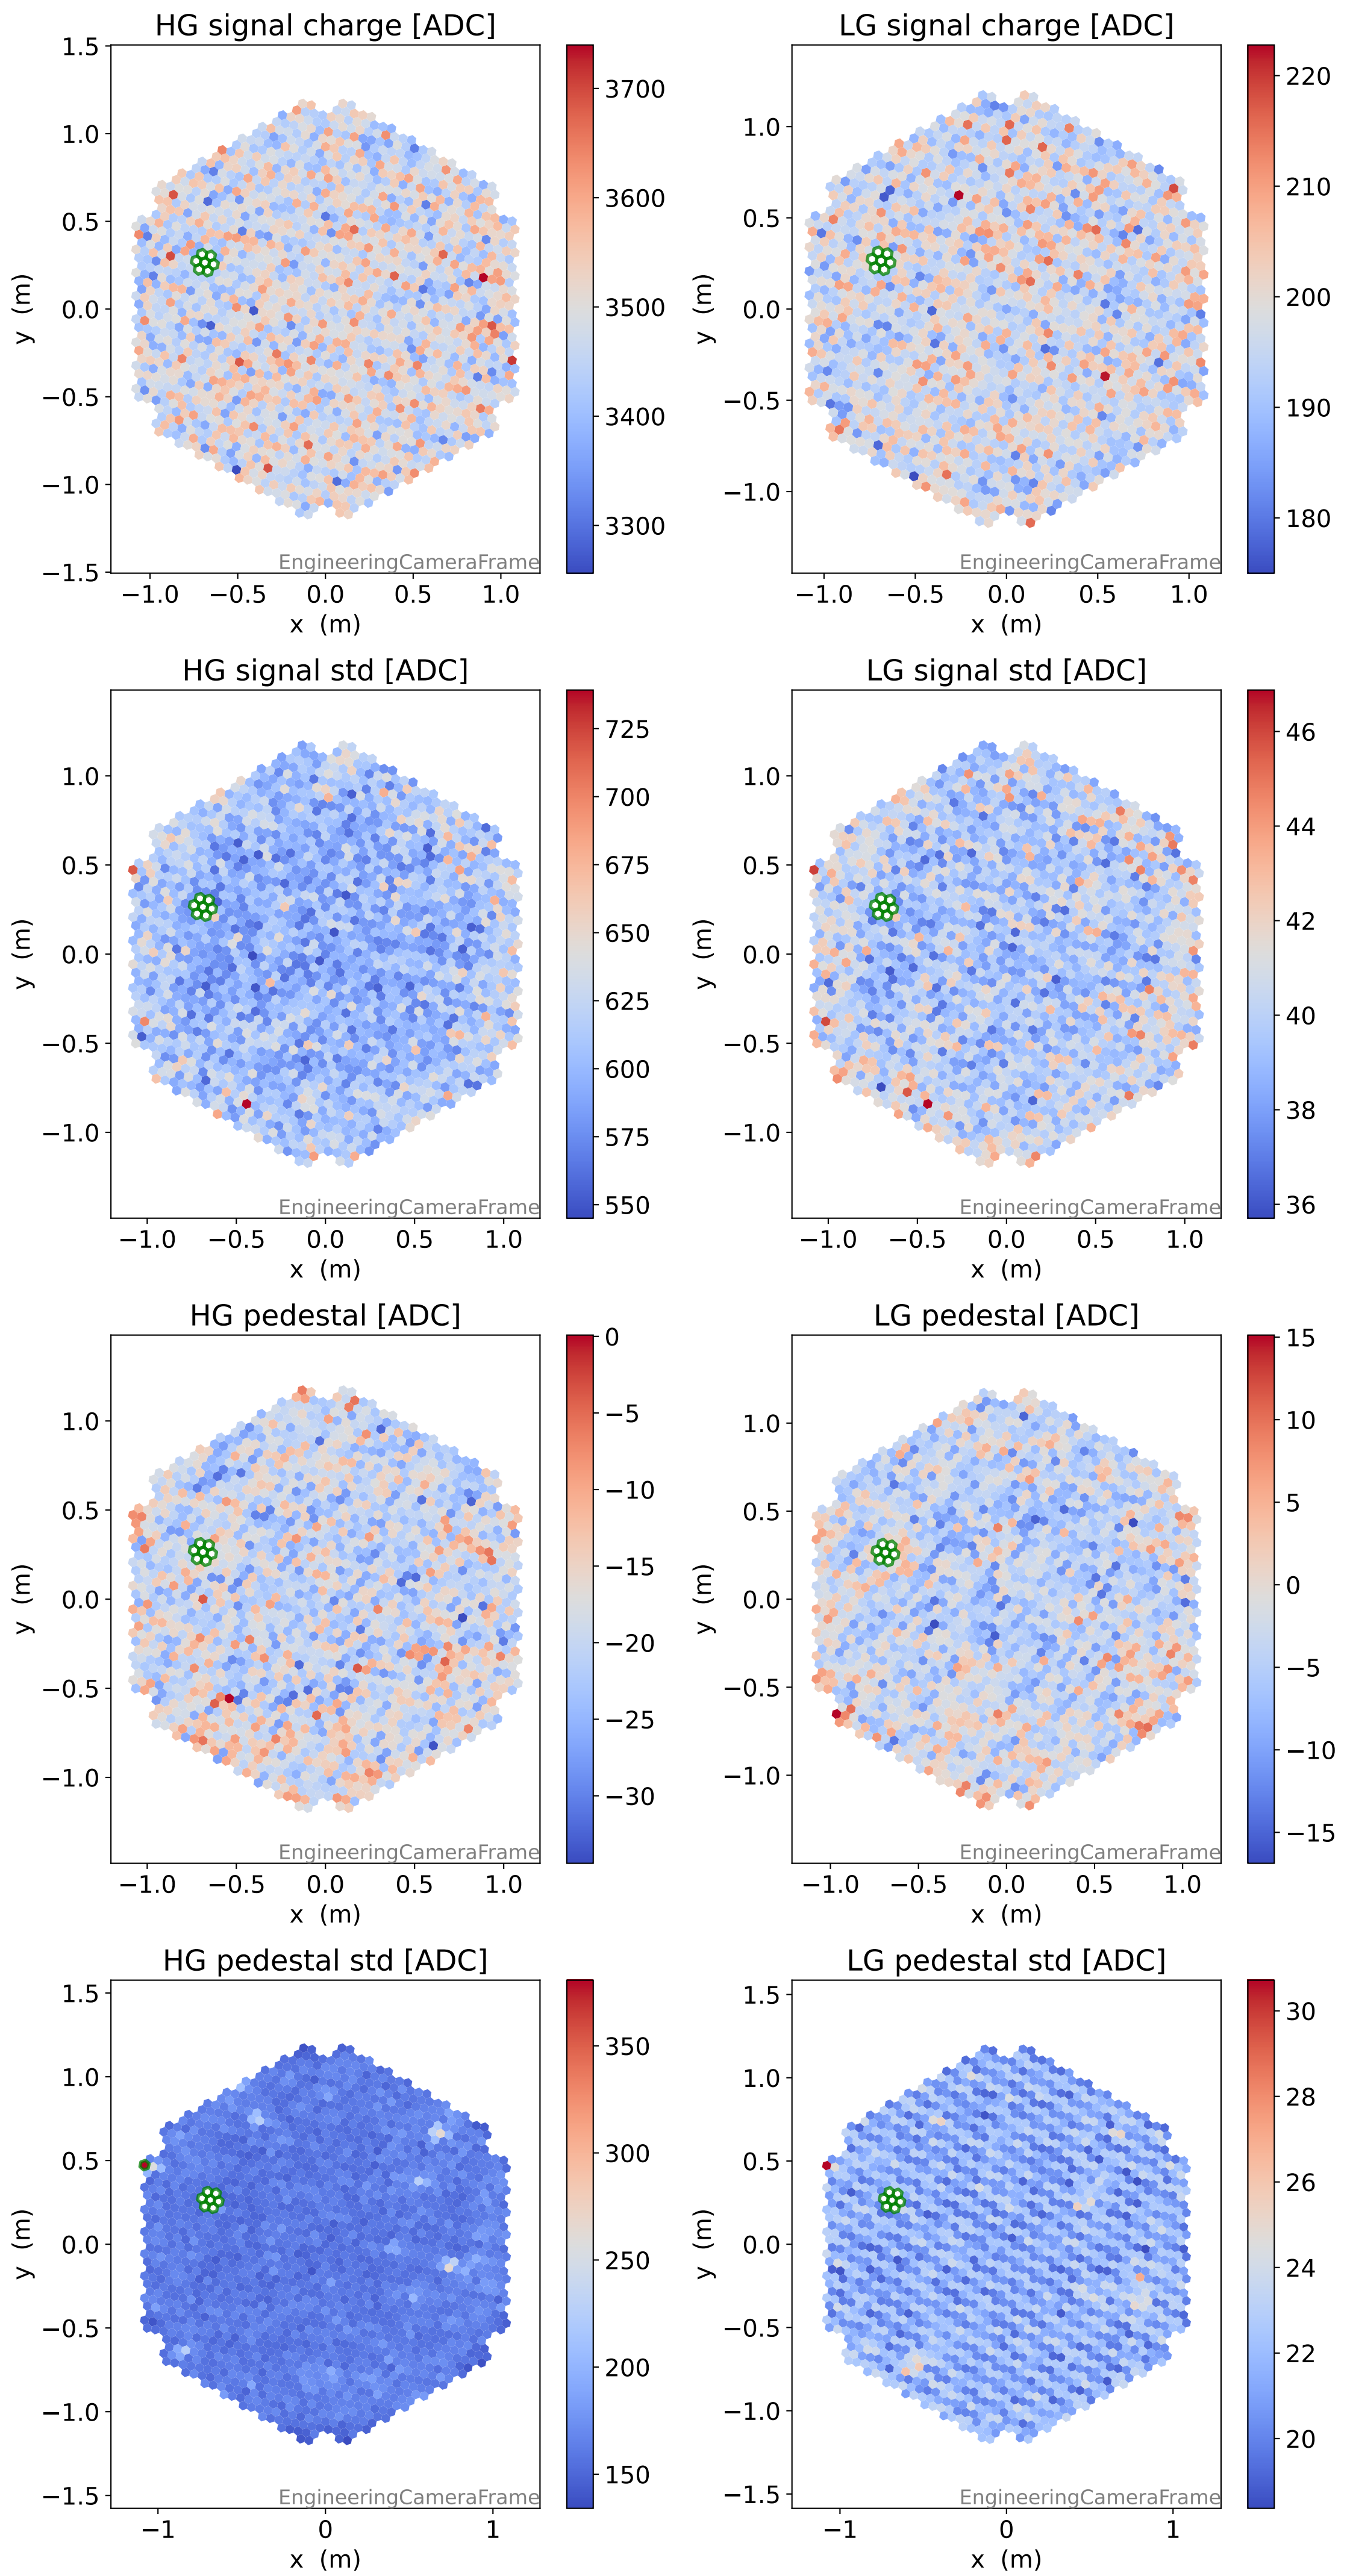 HG signal charge [ADC]
1.5
1.0
0.5
0.0
−0.5
−1.0
−1.5
y (m)
−1.0 −0.5 0.0 0.5 1.0
x (m)
EngineeringCameraFrame
3700
3600
3500
3400
3300
LG signal charge [ADC]
1.0
0.5
0.0
−0.5
−1.0
y (m)
−1.0 −0.5 0.0 0.5 1.0
x (m)
EngineeringCameraFrame
220
210
200
190
180
HG signal std [ADC]
1.0
0.5
0.0
−0.5
−1.0
y (m)
−1.0 −0.5 0.0 0.5 1.0
x (m)
EngineeringCameraFrame
725
700
675
650
625
600
575
550
LG signal std [ADC]
1.0
0.5
0.0
−0.5
−1.0
y (m)
−1.0 −0.5 0.0 0.5 1.0
x (m)
EngineeringCameraFrame
46
44
42
40
38
36
HG pedestal [ADC]
1.0
0.5
0.0
−0.5
−1.0
y (m)
−1.0 −0.5 0.0 0.5 1.0
x (m)
EngineeringCameraFrame
0
−5
−10
−15
−20
−25
−30
LG pedestal [ADC]
1.0
0.5
0.0
−0.5
−1.0
y (m)
−1.0 −0.5 0.0 0.5 1.0
x (m)
EngineeringCameraFrame
15
10
5
0
−5
−10
−15
HG pedestal std [ADC]
1.5
1.0
0.5
0.0
−0.5
−1.0
−1.5
y (m)
−1 0 1
x (m)
EngineeringCameraFrame
350
300
250
200
150
LG pedestal std [ADC]
1.5
1.0
0.5
0.0
−0.5
−1.0
−1.5
y (m)
−1 0 1
x (m)
EngineeringCameraFrame
30
28
26
24
22
20